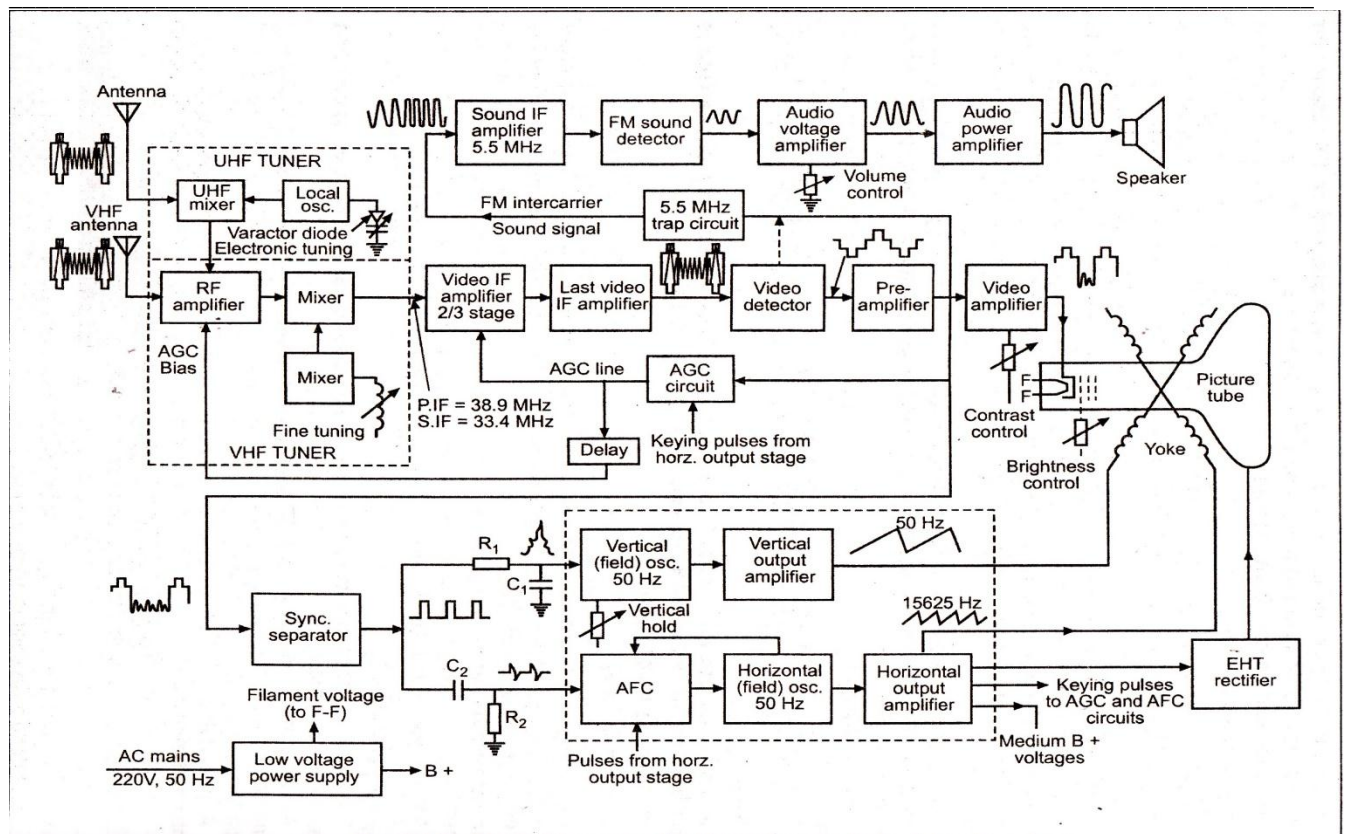 Antenna
UHF TUNER
UHF
mixer
Local
osc.
Varactor diode
Electronic tuning
VHF
antenna
RF
amplifier
Mixer
AGC
Bias
Mixer
Fine tuning
VHF TUNER
P.IF = 38.9 MHz
S.IF = 33.4 MHz
Sound IF
amplifier
5.5 MHz
FM sound
detector
Audio
voltage
amplifier
Audio
power
amplifier
Speaker
Volume
control
FM intercarrier
Sound signal
5.5 MHz
trap circuit
Video IF
amplifier
2/3 stage
Last video
IF amplifier
Video
detector
Pre-
amplifier
Video
amplifier
AGC line
AGC
circuit
Delay
Keying pulses from
horz. output stage
Contrast
control
F
F
Brightness
control
Picture
tube
Yoke
Sync.
separator
R1
C1
C2
R2
Vertical
(field) osc.
50 Hz
Vertical
output
amplifier
50 Hz
Vertical
hold
AFC
Horizontal
(field) osc.
50 Hz
Horizontal
output
amplifier
15625 Hz
Pulses from horz.
output stage
Keying pulses
to AGC and AFC
circuits
Medium B +
voltages
EHT
rectifier
Filament voltage
(to F-F)
AC mains
220V, 50 Hz
Low voltage
power supply
B +